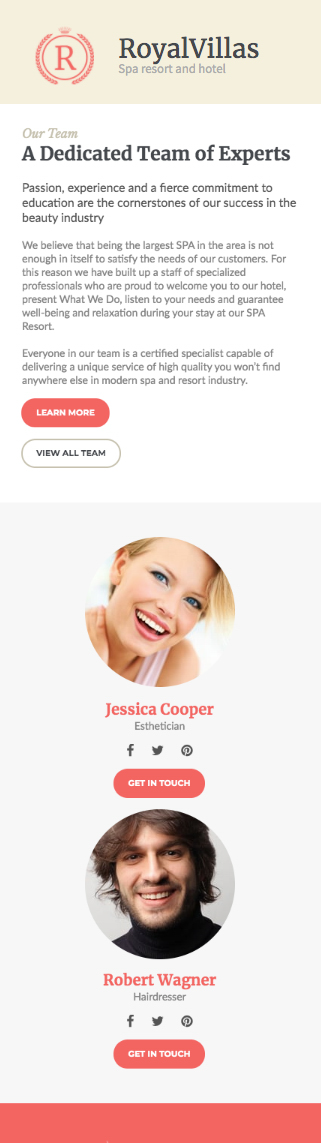 R
RoyalVillas
Spa resort and hotel
Our Team
A Dedicated Team of Experts
Passion, experience and a fierce commitment to
education are the cornerstones of our success in the
beauty industry
We believe that being the largest SPA in the area is not
enough in itself to satisfy the needs of our customers. For
this reason we have built up a staff of specialized
professionals who are proud to welcome you to our hotel,
present What We Do, listen to your needs and guarantee
well-being and relaxation during your stay at our SPA
Resort.
Everyone in our team is a certified specialist capable of
delivering a unique service of high quality you won't find
anywhere else in modern spa and resort industry.
LEARN MORE
VIEW ALL TEAM
Jessica Cooper
Esthetician
GET IN TOUCH
Robert Wagner
Hairdresser
GET IN TOUCH